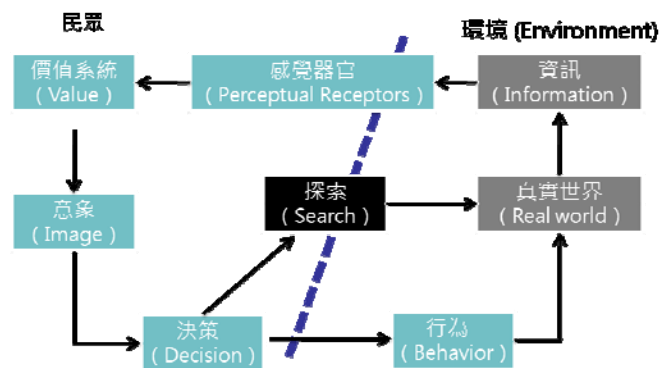 民眾
環境 (Environment)
價值系統
（Value）
感覺器官
（Perceptual Receptors）
資訊
（Information）
探索
（Search）
真實世界
（Real world）
意象
（Image）
決策
（Decision）
行為
（Behavior）